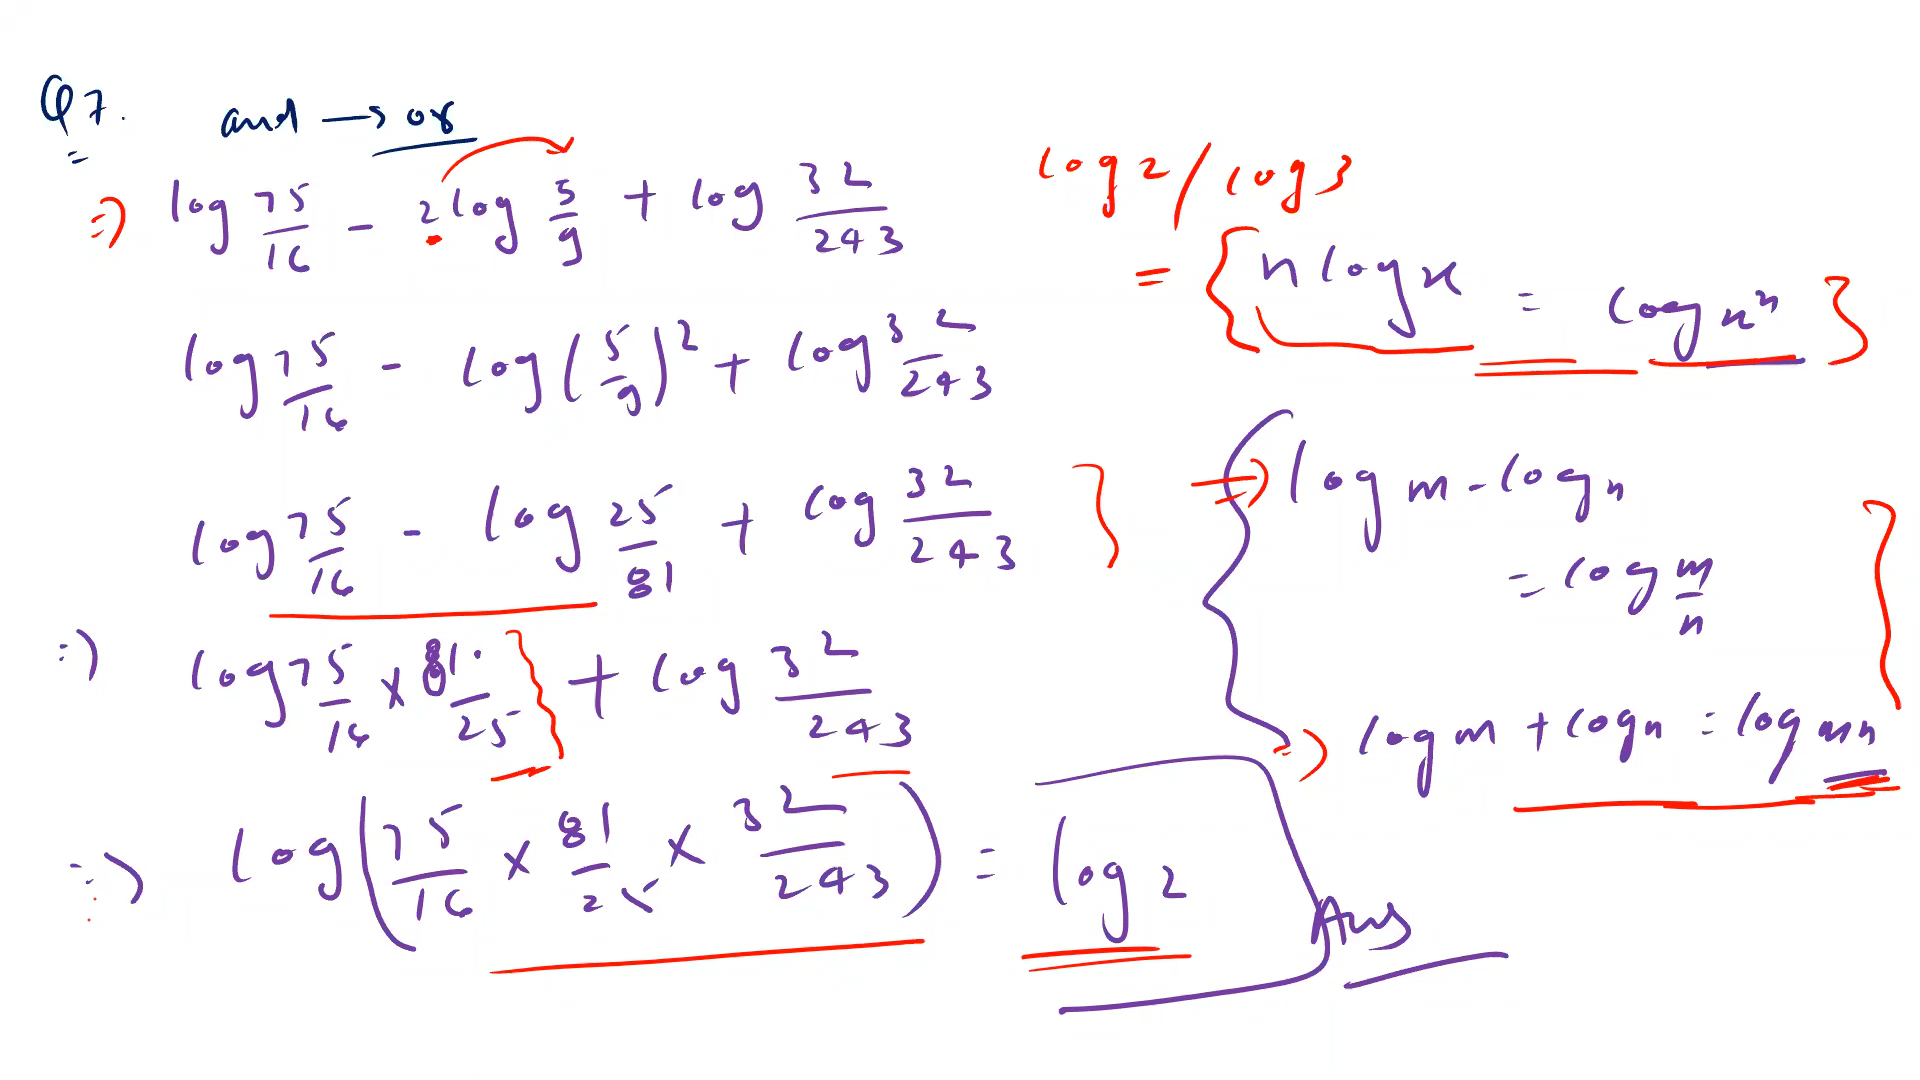 Q7. and → or
⇒ log 75/16 - 2 log 5/9 + log 32/243
log 75/16 - log (5/9)² + log 32/243
log 75/16 - log 25/81 + log 32/243
⇒ log 75/16 × 81/25 + log 32/243
⇒ log (75/16 × 81/25 × 32/243) = log 2 Ans
log 2 / log 3
= { n log x = log xⁿ }
⇒ log m - log n
= log m/n
⇒ log m + log n = log mn